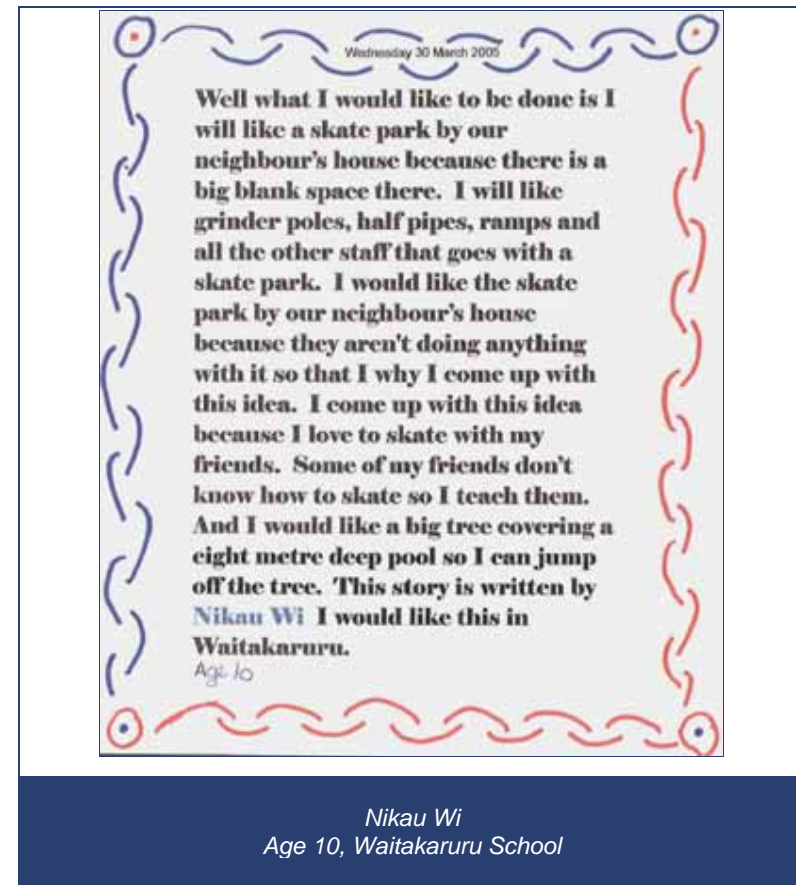 Wednesday 30 March 2005
Well what I would like to be done is I
will like a skate park by our
neighbour's house because there is a
big blank space there.  I will like
grinder poles, half pipes, ramps and
all the other staff that goes with a
skate park.  I would like the skate
park by our neighbour's house
because they aren't doing anything
with it so that I why I come up with
this idea.  I come up with this idea
because I love to skate with my
friends.  Some of my friends don't
know how to skate so I teach them.
And I would like a big tree covering a
eight metre deep pool so I can jump
off the tree.  This story is written by
Nikau Wi  I would like this in
Waitakaruru.
Age 10
Nikau Wi
Age 10, Waitakaruru School